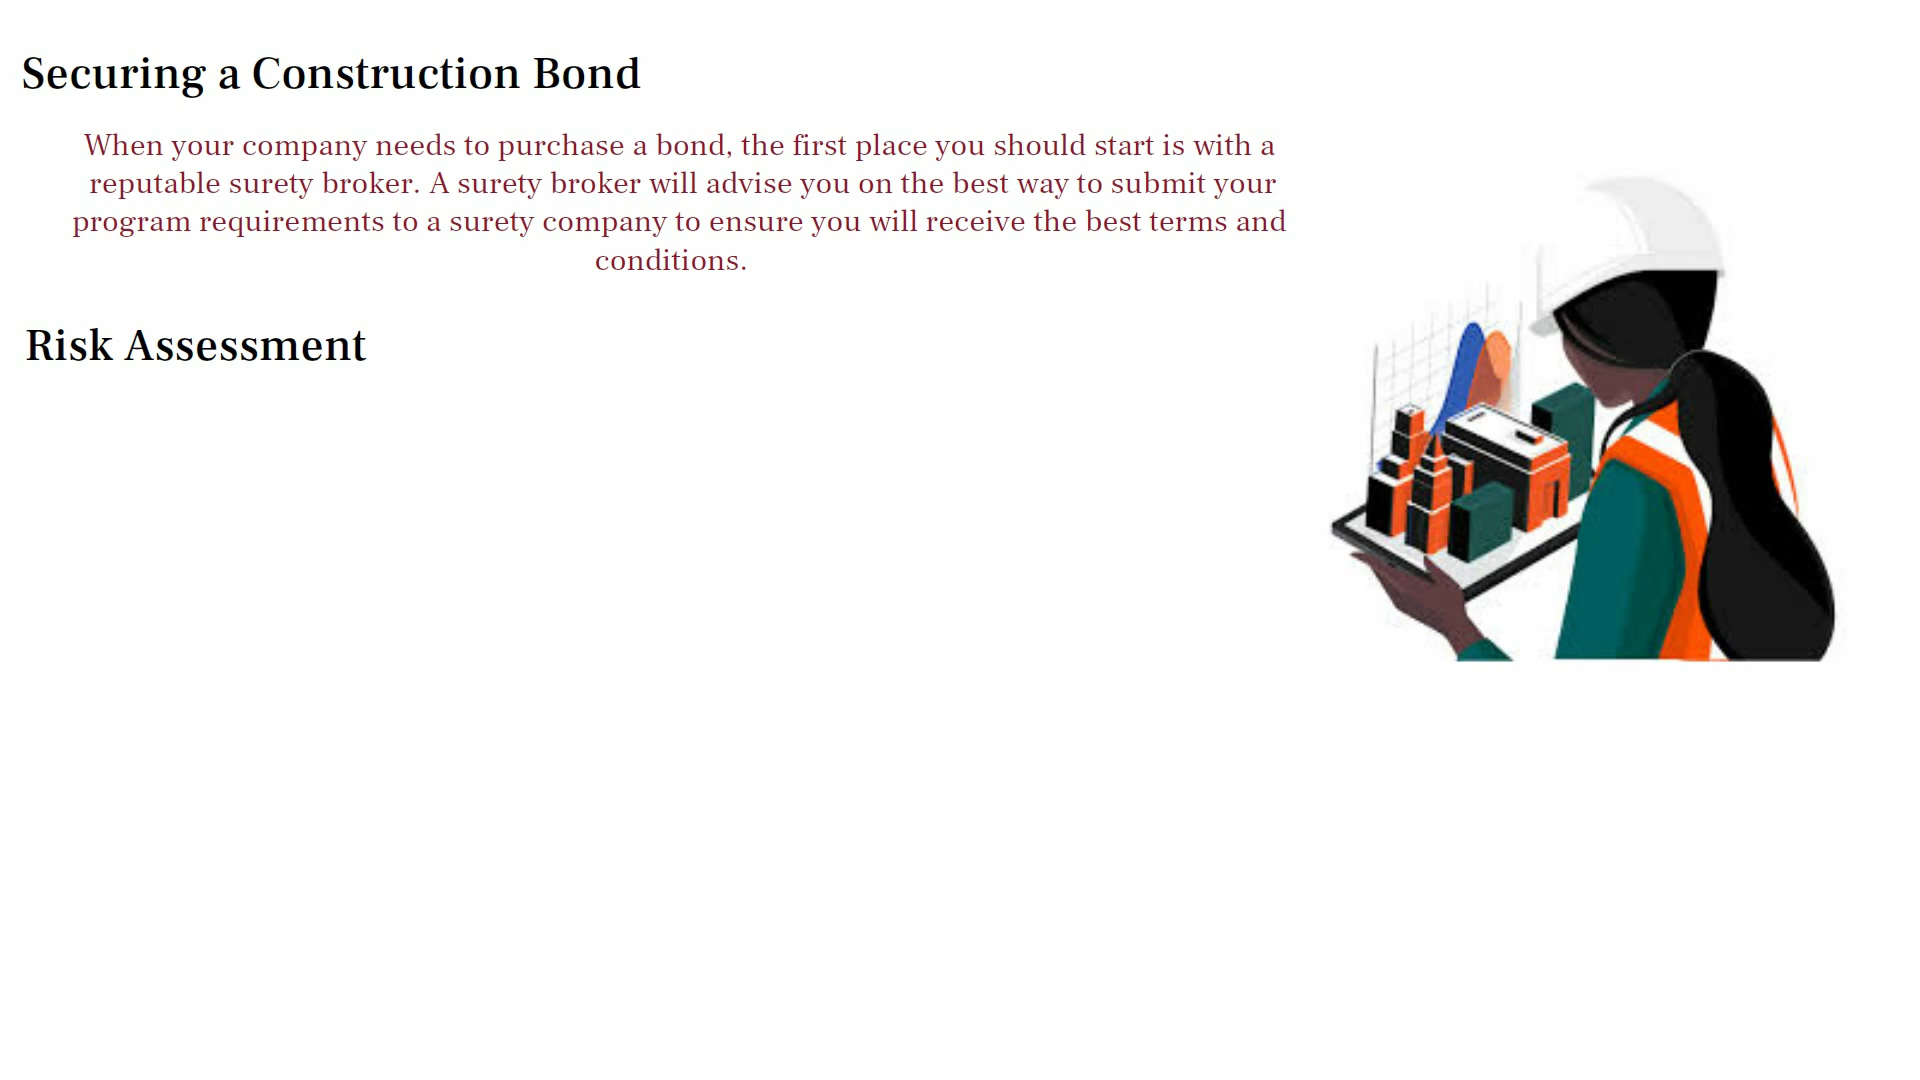 Securing a Construction Bond
When your company needs to purchase a bond, the first place you should start is with a
reputable surety broker. A surety broker will advise you on the best way to submit your
program requirements to a surety company to ensure you will receive the best terms and
conditions.
Risk Assessment